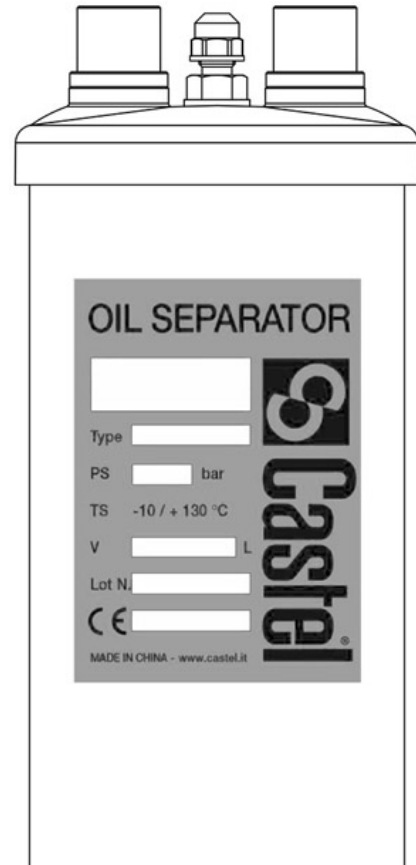 OIL SEPARATOR
Type
PS bar
TS -10 / + 130 °C
V L
Lot N.
CE
MADE IN CHINA - www.castel.it
Castel®